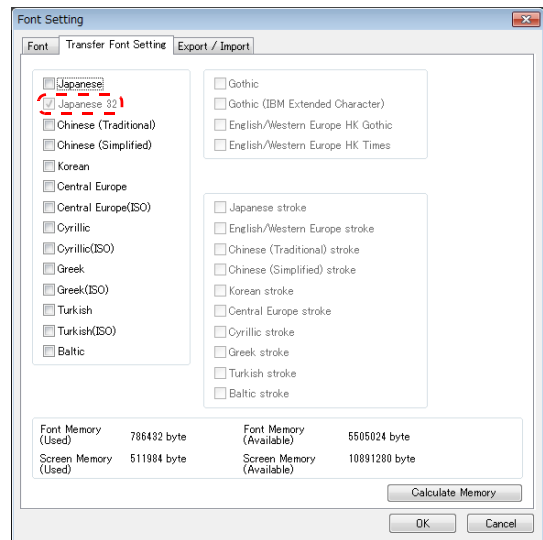 Font Setting
Font Transfer Font Setting Export / Import
Japanese
Japanese 32
Chinese (Traditional)
Chinese (Simplified)
Korean
Central Europe
Central Europe(ISO)
Cyrillic
Cyrillic(ISO)
Greek
Greek(ISO)
Turkish
Turkish(ISO)
Baltic
Gothic
Gothic (IBM Extended Character)
English/Western Europe HK Gothic
English/Western Europe HK Times
Japanese stroke
English/Western Europe stroke
Chinese (Traditional) stroke
Chinese (Simplified) stroke
Korean stroke
Central Europe stroke
Cyrillic stroke
Greek stroke
Turkish stroke
Baltic stroke
Font Memory
(Used)
786432 byte
Font Memory
(Available)
5505024 byte
Screen Memory
(Used)
511984 byte
Screen Memory
(Available)
10891280 byte
Calculate Memory
OK
Cancel